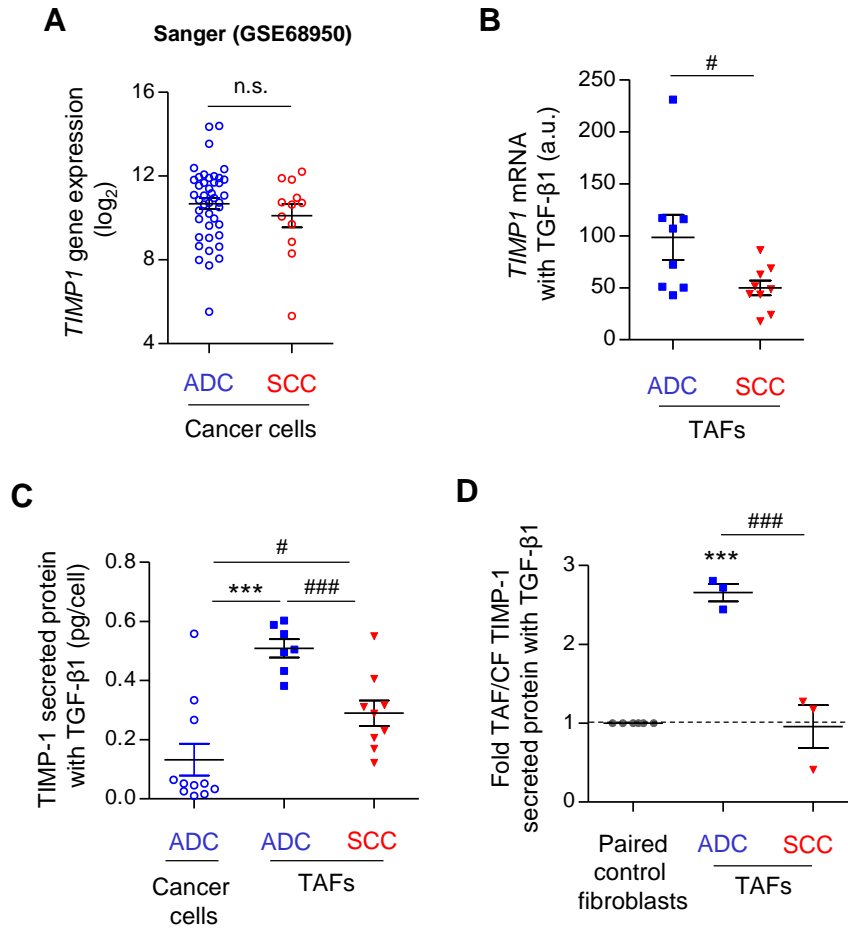 A
Sanger (GSE68950)
TIMP1 gene expression
(log₂)
16
12
8
4
n.s.
ADC
SCC
Cancer cells
B
TIMP1 mRNA
with TGF-β1 (a.u.)
250
200
150
100
50
0
#
ADC
SCC
TAFs
C
TIMP-1 secreted protein
with TGF-β1 (pg/cell)
0.8
0.6
0.4
0.2
0.0
#
***
###
ADC
ADC
SCC
Cancer
cells
TAFs
D
Fold TAF/CF TIMP-1
secreted protein with TGF-β1
3
2
1
0
###
***
Paired
control
fibroblasts
ADC
SCC
TAFs